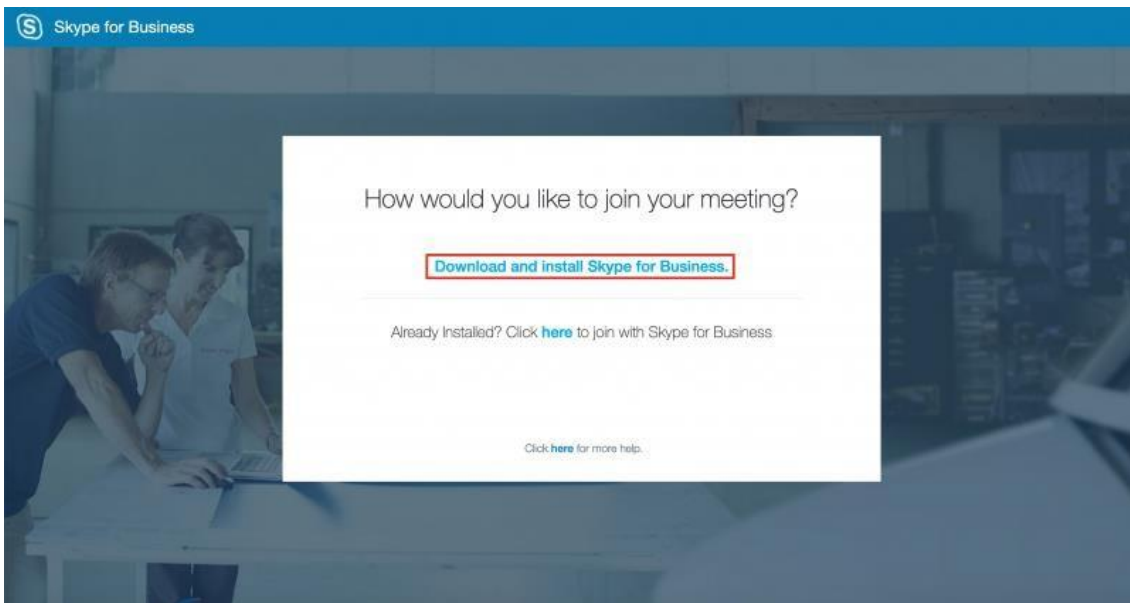 Skype for Business
How would you like to join your meeting?
Download and install Skype for Business.
Already Installed? Click here to join with Skype for Business
Click here for more help.